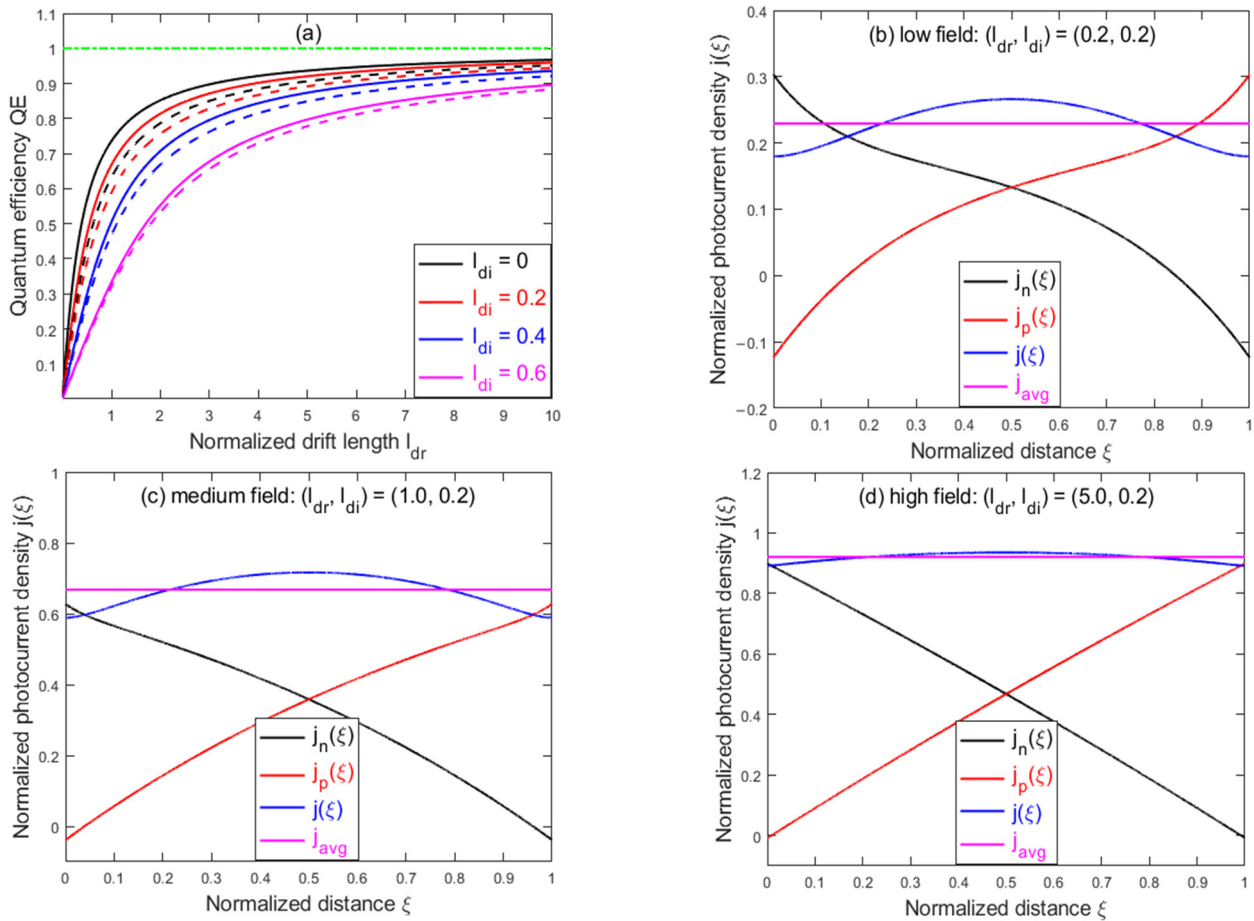 (a)
Quantum efficiency QE
1
0.9
0.8
0.7
0.6
0.5
0.4
0.3
0.2
0.1
l_di = 0
l_di = 0.2
l_di = 0.4
l_di = 0.6
1 2 3 4 5 6 7 8 9 10
Normalized drift length l_dr
(b) low field: (l_dr, l_di) = (0.2, 0.2)
Normalized photocurrent density j(ξ)
0.4
0.3
0.2
0.1
0
−0.1
−0.2
j_n(ξ)
j_p(ξ)
j(ξ)
j_avg
0 0.1 0.2 0.3 0.4 0.5 0.6 0.7 0.8 0.9 1
Normalized distance ξ
(c) medium field: (l_dr, l_di) = (1.0, 0.2)
Normalized photocurrent density j(ξ)
1
0.8
0.6
0.4
0.2
0
j_n(ξ)
j_p(ξ)
j(ξ)
j_avg
0 0.1 0.2 0.3 0.4 0.5 0.6 0.7 0.8 0.9 1
Normalized distance ξ
(d) high field: (l_dr, l_di) = (5.0, 0.2)
Normalized photocurrent density j(ξ)
1.2
1
0.8
0.6
0.4
0.2
0
j_n(ξ)
j_p(ξ)
j(ξ)
j_avg
0 0.1 0.2 0.3 0.4 0.5 0.6 0.7 0.8 0.9 1
Normalized distance ξ